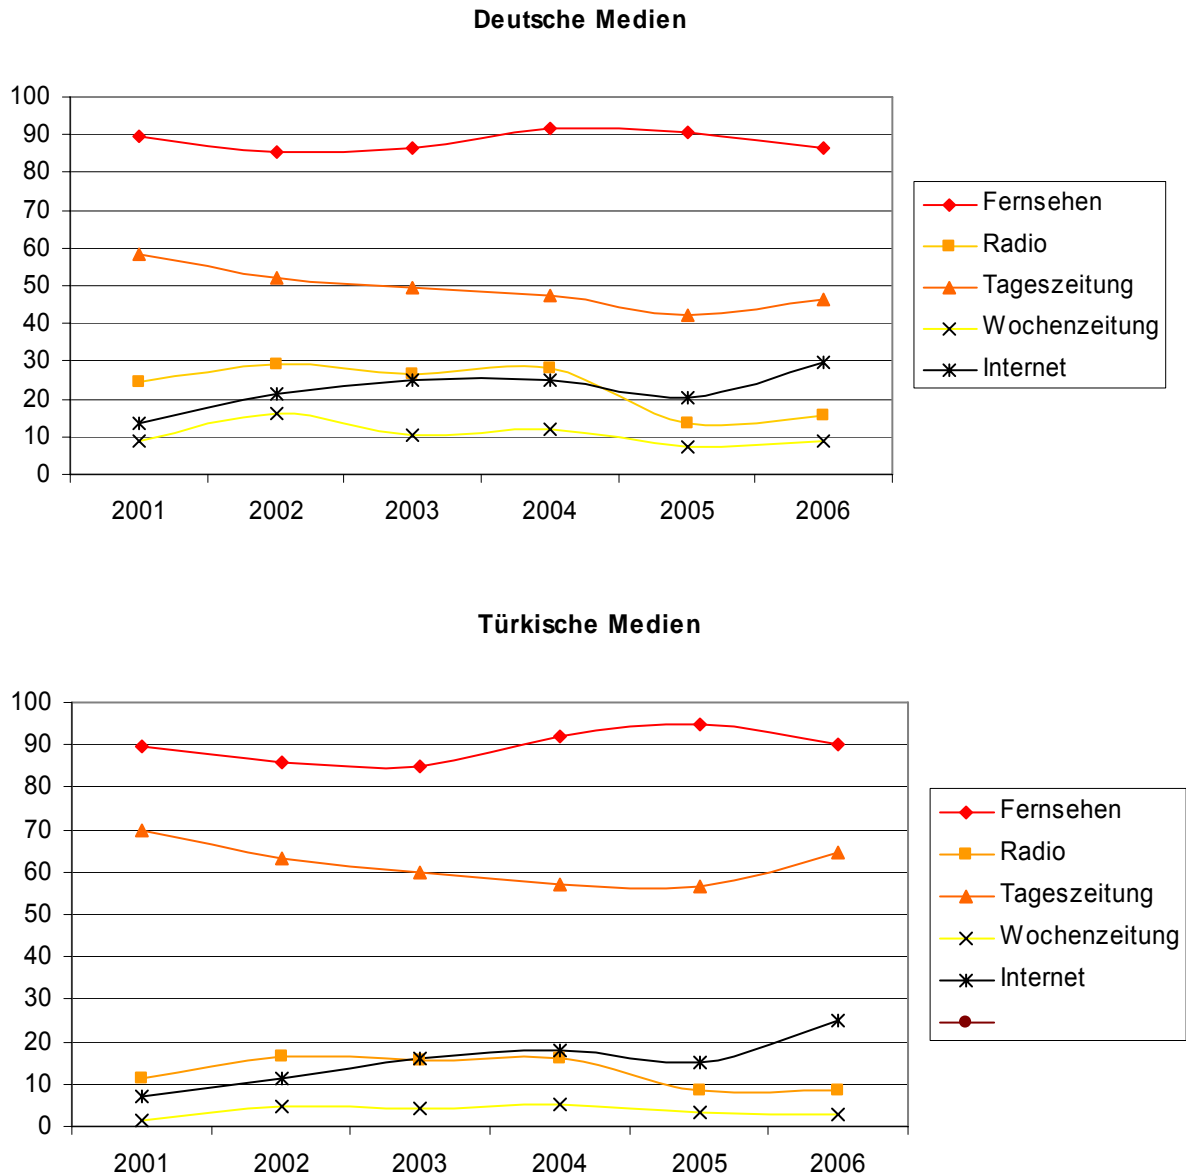 Deutsche Medien
100
90
80
70
60
50
40
30
20
10
0
2001 2002 2003 2004 2005 2006
Fernsehen
Radio
Tageszeitung
Wochenzeitung
Internet
Türkische Medien
100
90
80
70
60
50
40
30
20
10
0
2001 2002 2003 2004 2005 2006
Fernsehen
Radio
Tageszeitung
Wochenzeitung
Internet